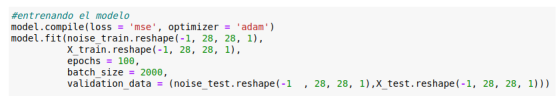 #entrenando el modelo
model.compile(loss = 'mse', optimizer = 'adam')
model.fit(noise_train.reshape(-1, 28, 28, 1),
X_train.reshape(-1, 28, 28, 1),
epochs = 100,
batch_size = 2000,
validation_data = (noise_test.reshape(-1 , 28, 28, 1),X_test.reshape(-1, 28, 28, 1)))